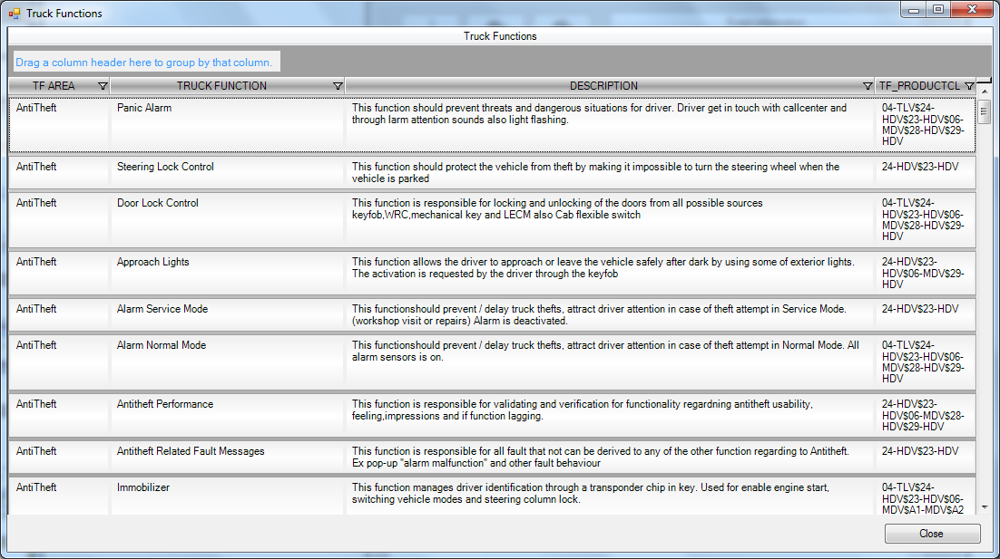 Truck Functions
Truck Functions
Drag a column header here to group by that column.
TF AREA TRUCK FUNCTION DESCRIPTION TF_PRODUCTCL
AntiTheft Panic Alarm This function should prevent threats and dangerous situations for driver. Driver get in touch with callcenter and 04-TLV$24-
through larm attention sounds also light flashing. HDV$23-HDV$06-
MDV$28-HDV$29-
HDV
AntiTheft Steering Lock Control This function should protect the vehicle from theft by making it impossible to turn the steering wheel when the 24-HDV$23-HDV
vehicle is parked
AntiTheft Door Lock Control This function is responsible for locking and unlocking of the doors from all possible sources 04-TLV$24-
keyfob,WRC,mechanical key and LECM also Cab flexible switch HDV$23-HDV$06-
MDV$28-HDV$29-
HDV
AntiTheft Approach Lights This function allows the driver to approach or leave the vehicle safely after dark by using some of exterior lights. 24-HDV$23-
The activation is requested by the driver through the keyfob HDV$06-MDV$29-
HDV
AntiTheft Alarm Service Mode This functionshould prevent / delay truck thefts, attract driver attention in case of theft attempt in Service Mode. 24-HDV$23-HDV
(workshop visit or repairs) Alarm is deactivated.
AntiTheft Alarm Normal Mode This functionshould prevent / delay truck thefts, attract driver attention in case of theft attempt in Normal Mode. All 04-TLV$24-
alarm sensors is on. HDV$23-HDV$06-
MDV$28-HDV$29-
HDV
AntiTheft Antitheft Performance This function is responsible for validating and verification for functionality regardning antitheft usability, 24-HDV$23-
feeling,impressions and if function lagging. HDV$06-MDV$28-
HDV$29-HDV
AntiTheft Antitheft Related Fault Messages This function is responsible for all fault that not can be derived to any of the other function regarding to Antitheft. 24-HDV$23-HDV
Ex pop-up "alarm malfunction" and other fault behaviour
AntiTheft Immobilizer This function manages driver identification through a transponder chip in key. Used for enable engine start, 04-TLV$24-
switching vehicle modes and steering column lock. HDV$23-HDV$06-
MDV$A1-MDV$A2
Close